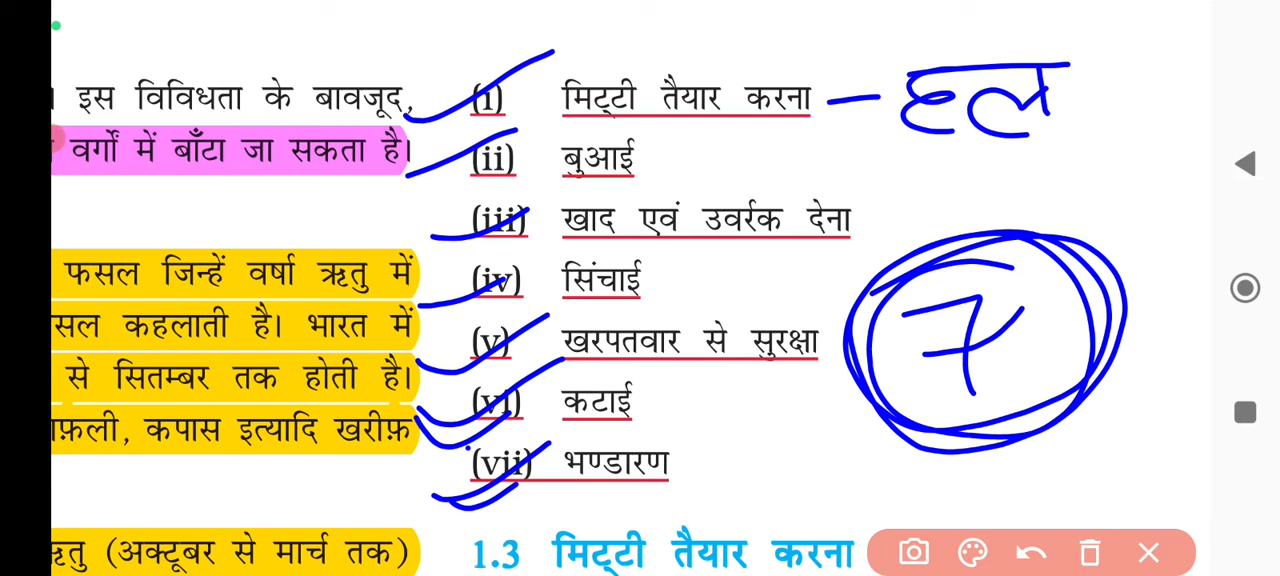 । इस विविधता के बावजूद,
वर्गों में बाँटा जा सकता है।
फसल जिन्हें वर्षा ऋतु में
सल कहलाती है। भारत में
से सितम्बर तक होती है।
फ़ली, कपास इत्यादि खरीफ़
ऋतु (अक्टूबर से मार्च तक)
(i) मिट्टी तैयार करना – हल
(ii) बुआई
(iii) खाद एवं उवर्रक देना
(iv) सिंचाई
(v) खरपतवार से सुरक्षा
(vi) कटाई
(vii) भण्डारण
7
1.3 मिट्टी तैयार करना